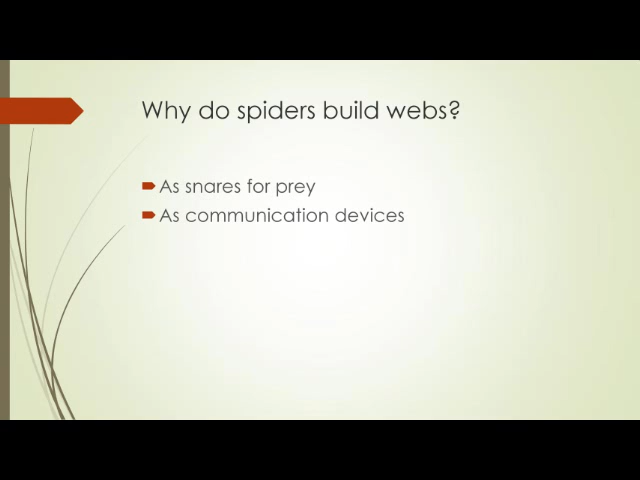 Why do spiders build webs?
As snares for prey
As communication devices